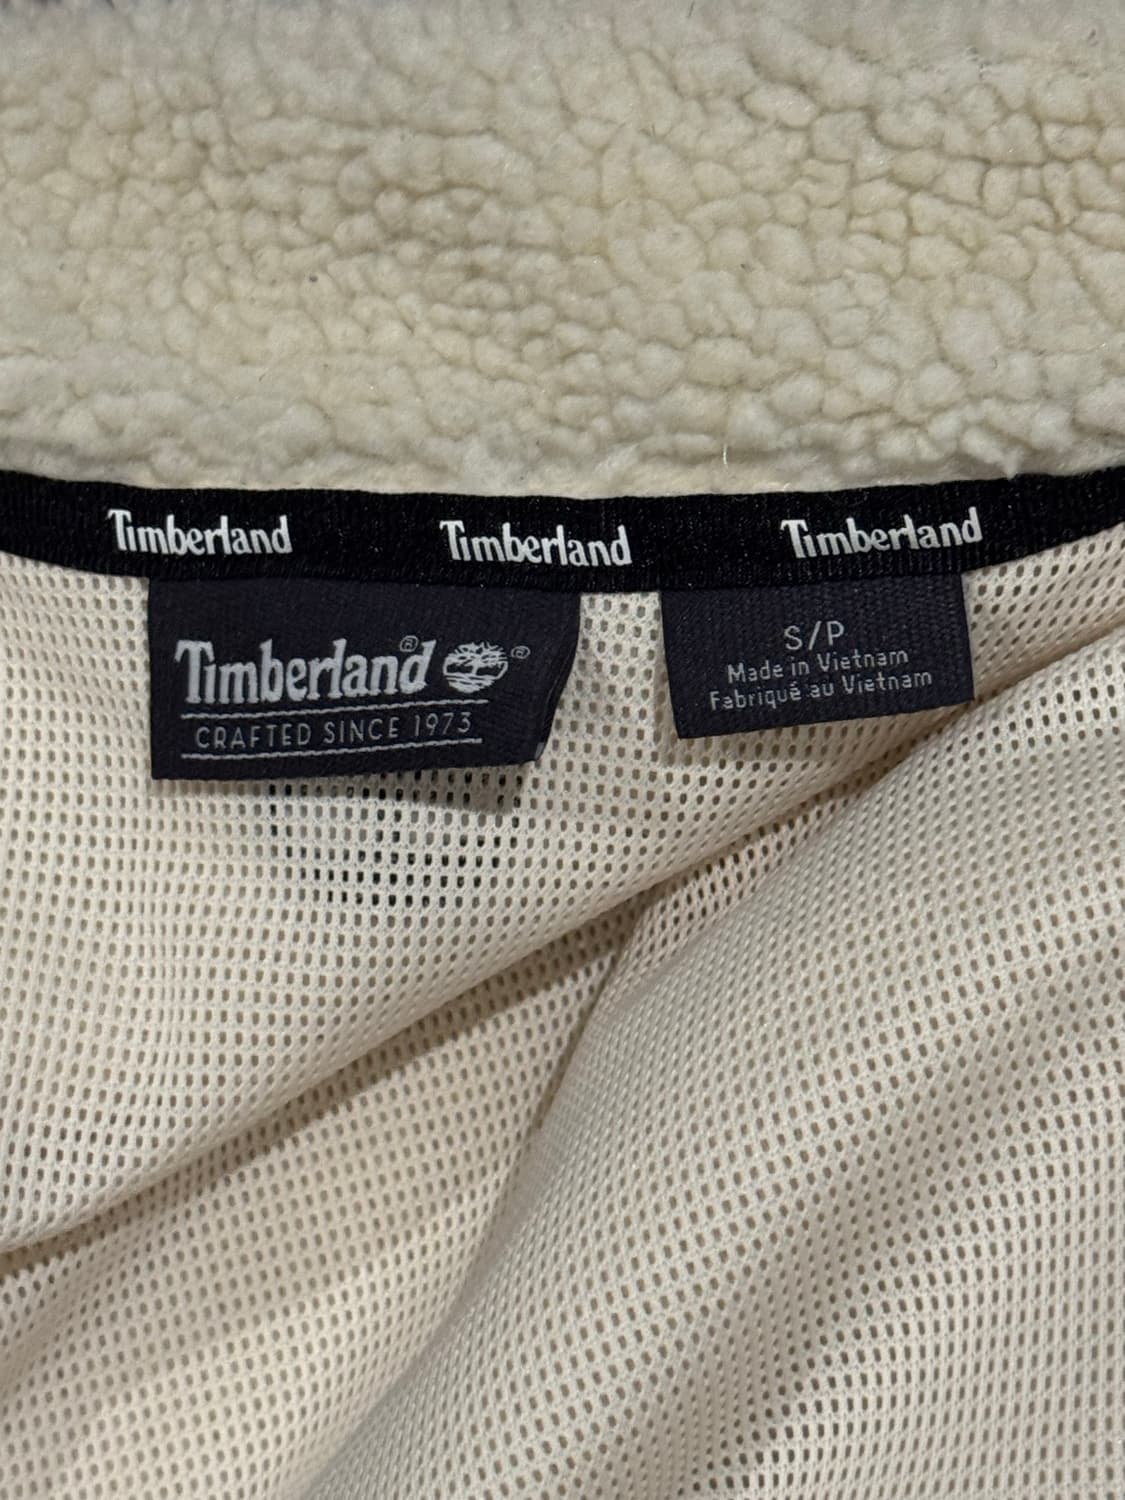 Timberland Timberland Timberland
Timberland® ®
CRAFTED SINCE 1973
S/P
Made in Vietnam
Fabriqué au Vietnam